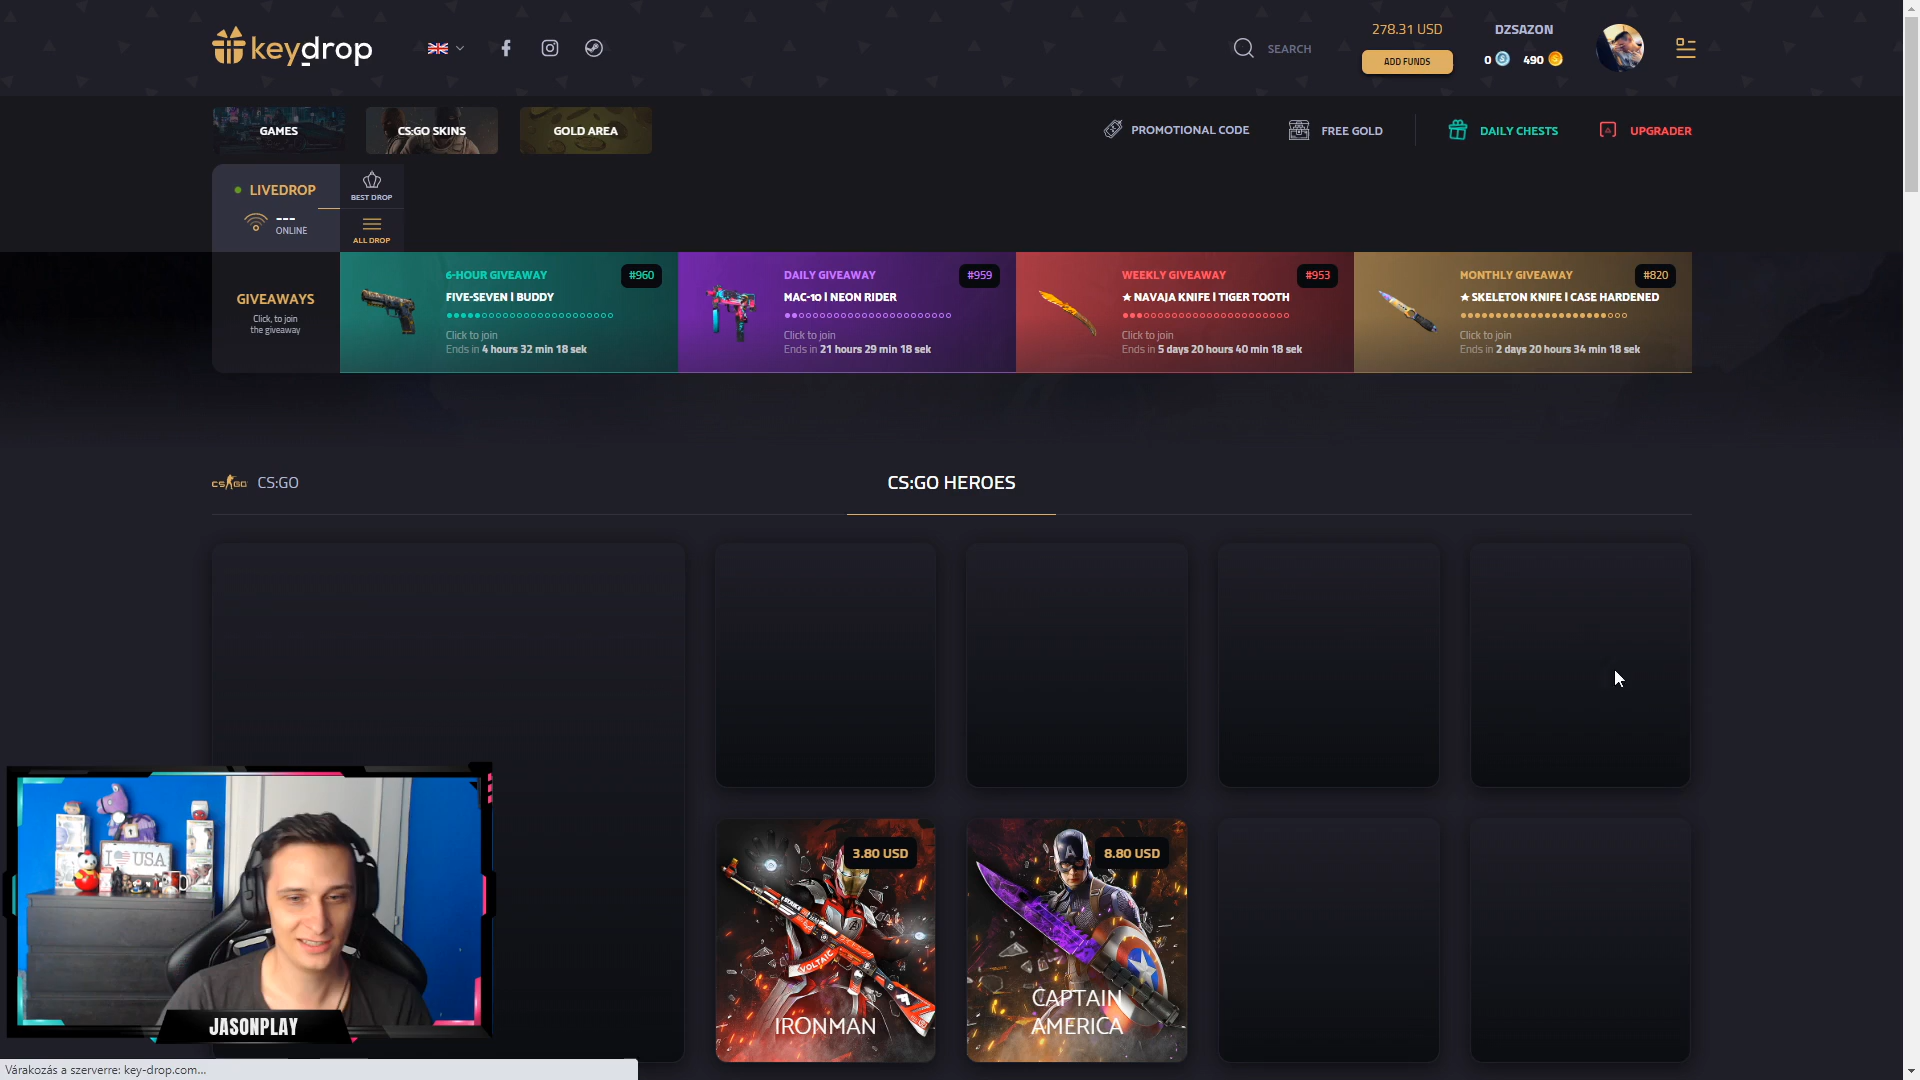 keydrop
SEARCH
278.31 USD
ADD FUNDS
DZSAZON
0
490
GAMES
CS:GO SKINS
GOLD AREA
PROMOTIONAL CODE
FREE GOLD
DAILY CHESTS
UPGRADER
LIVEDROP
---
ONLINE
BEST DROP
ALL DROP
GIVEAWAYS
Click, to join
the giveaway
6-HOUR GIVEAWAY
#960
FIVE-SEVEN | BUDDY
Click to join
Ends in 4 hours 32 min 18 sek
DAILY GIVEAWAY
#959
MAC-10 | NEON RIDER
Click to join
Ends in 21 hours 29 min 18 sek
WEEKLY GIVEAWAY
#953
★ NAVAJA KNIFE | TIGER TOOTH
Click to join
Ends in 5 days 20 hours 40 min 18 sek
MONTHLY GIVEAWAY
#820
★ SKELETON KNIFE | CASE HARDENED
Click to join
Ends in 2 days 20 hours 34 min 18 sek
CS:GO CS:GO
CS:GO HEROES
3.80 USD
VOLTAIC
IRONMAN
8.80 USD
CAPTAIN
AMERICA
I USA
JASONPLAY
Várakozás a szerverre: key-drop.com...